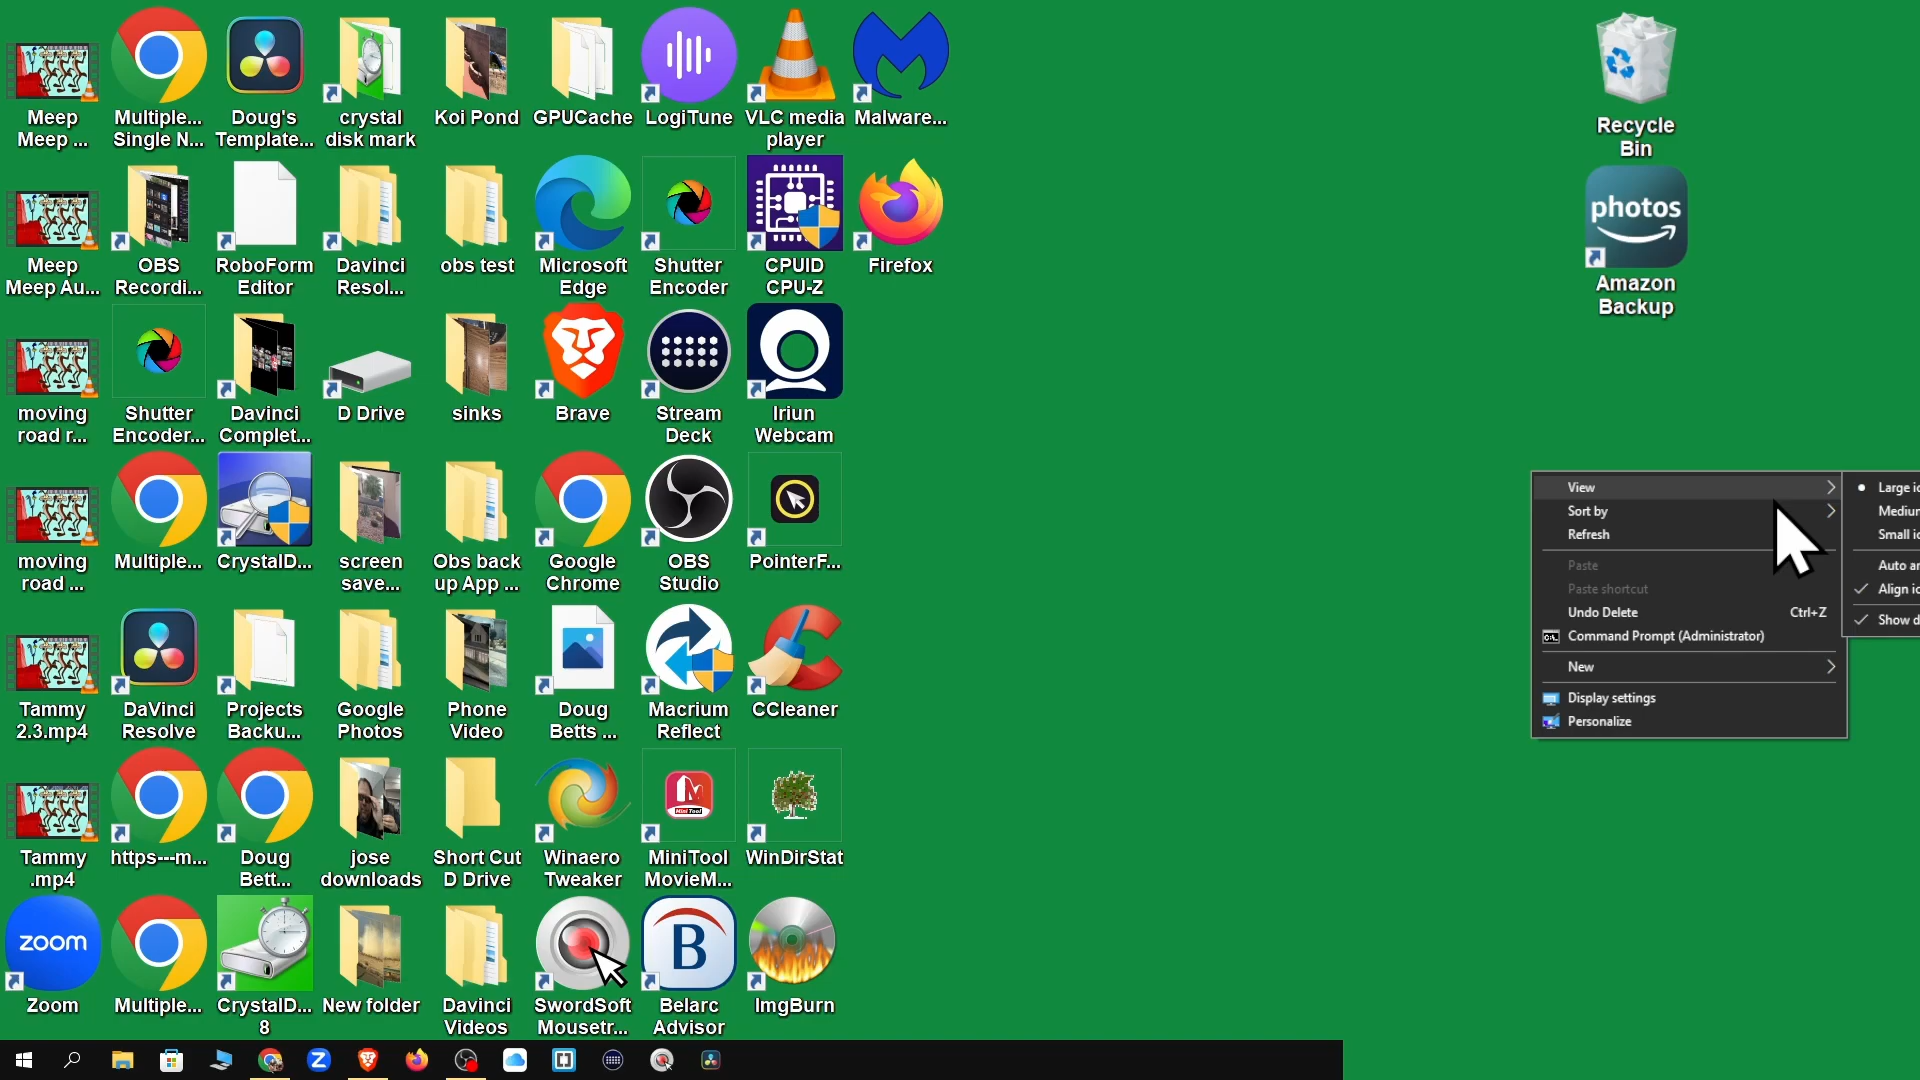 Meep
Meep ...
Multiple...
Single N...
Doug's
Template...
crystal
disk mark
Koi Pond
GPUCache
LogiTune
VLC media
player
Malware...
Recycle
Bin
photos
Amazon
Backup
Meep
Meep Au...
OBS
Recordi...
RoboForm
Editor
Davinci
Resol...
obs test
Microsoft
Edge
Shutter
Encoder
CPUID
CPU-Z
Firefox
moving
road r...
Shutter
Encoder...
Davinci
Complet...
D Drive
sinks
Brave
Stream
Deck
Iriun
Webcam
moving
road ...
Multiple...
CrystalD...
screen
save...
Obs back
up App ...
Google
Chrome
OBS
Studio
PointerF...
Tammy
2.3.mp4
DaVinci
Resolve
Projects
Backu...
Google
Photos
Phone
Video
Doug
Betts ...
Macrium
Reflect
CCleaner
Tammy
.mp4
https---m...
Doug
Bett...
jose
downloads
Short Cut
D Drive
Winaero
Tweaker
Mini Tool
MiniTool
MovieM...
WinDirStat
zoom
Zoom
Multiple...
CrystalD...
8
New folder
Davinci
Videos
SwordSoft
Mousetr...
B
Belarc
Advisor
ImgBurn
View
Sort by
Refresh
Paste
Paste shortcut
Undo Delete Ctrl+Z
Command Prompt (Administrator)
New
Display settings
Personalize
Large ic
Medium
Small ic
Auto ar
Align ic
Show d